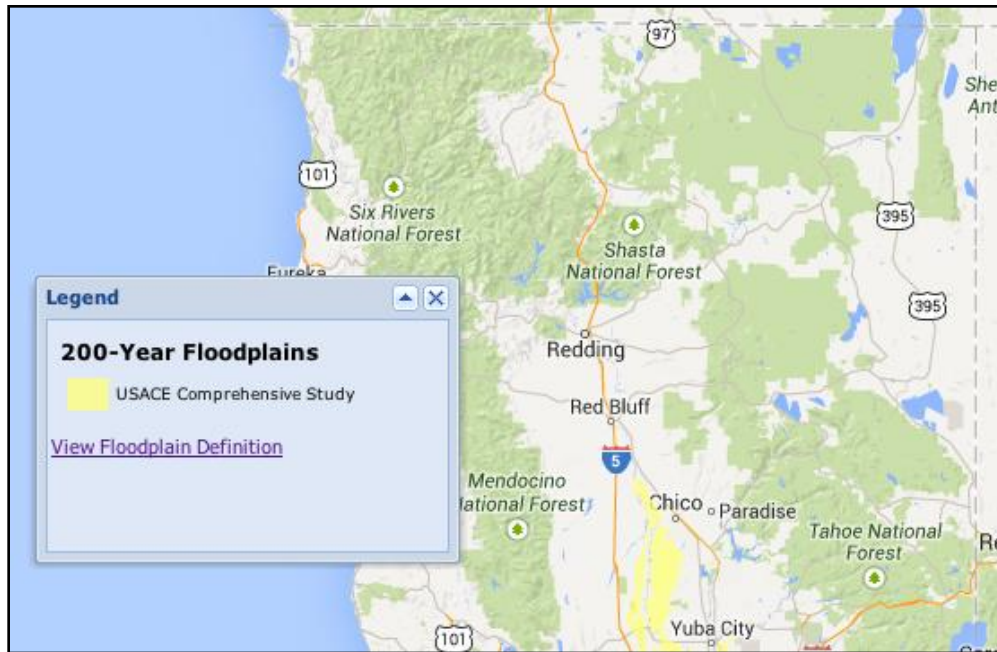 97
She
Ant
101
Six Rivers
National Forest
395
Shasta
National Forest
Eureka
395
Legend
200-Year Floodplains
USACE Comprehensive Study
View Floodplain Definition
Redding
Red Bluff
5
Mendocino
National Forest
Chico
Paradise
Tahoe National
Forest
Re
Yuba City
101